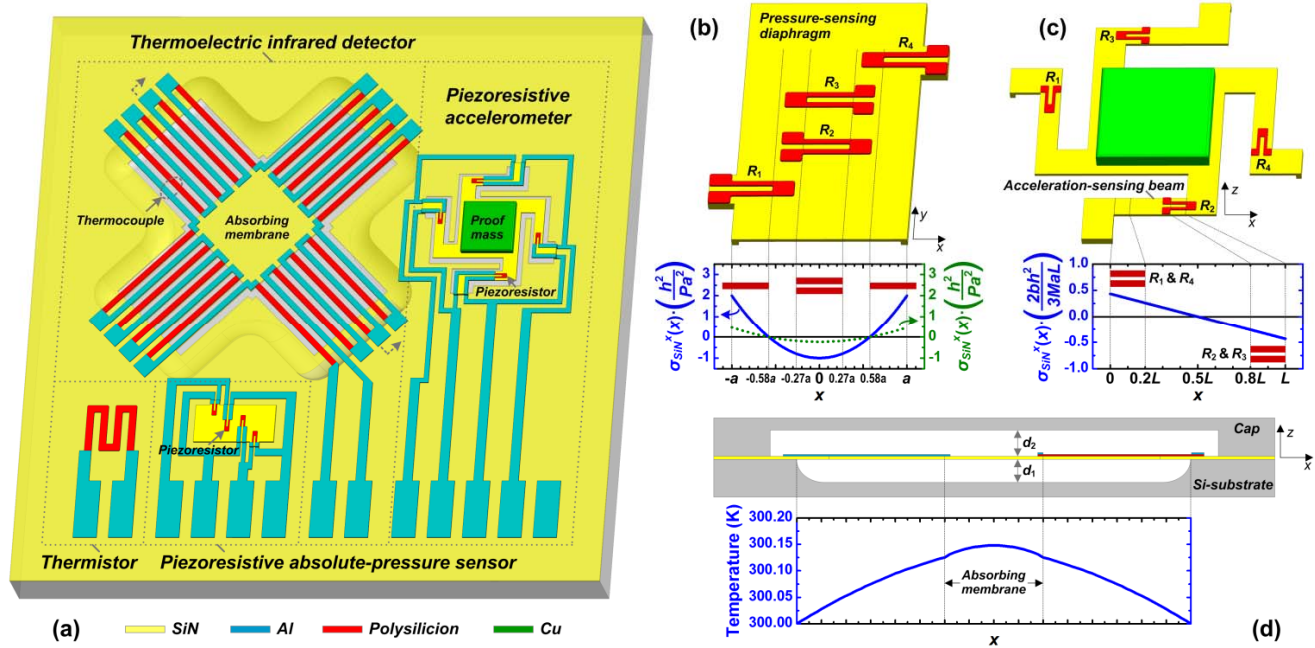 Thermoelectric infrared detector
Piezoresistive
accelerometer
Thermocouple
Absorbing
membrane
Proof
mass
Piezoresistor
Piezoresistor
Thermistor
Piezoresistive absolute-pressure sensor
(a)
SiN
Al
Polysilicion
Cu
(b)
Pressure-sensing
diaphragm
R4
R3
R2
R1
y
x
σSiN^x(x)·(h²/Pa²)
3
2
1
0
-1
-a
-0.58a
-0.27a
0
0.27a
0.58a
a
x
3
2
1
0
-1
σSiN^x(x)·(h²/Pa²)
(c)
R3
R1
R4
Acceleration-sensing
beam
R2
z
x
σSiN^x(x)·(2bh²/3MaL)
1.0
0.5
0.0
-0.5
-1.0
R1 & R4
R2 & R3
0
0.2L
0.5L
0.8L
L
x
Cap
d2
d1
Si-substrate
z
x
Temperature (K)
300.20
300.15
300.10
300.05
300.00
Absorbing
membrane
x
(d)